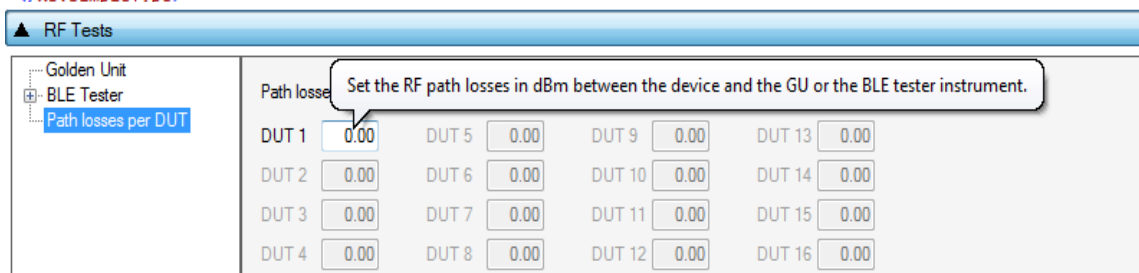 RF Tests
Golden Unit
BLE Tester
Path losses per DUT
Path losse
Set the RF path losses in dBm between the device and the GU or the BLE tester instrument.
DUT 1 0.00 DUT 5 0.00 DUT 9 0.00 DUT 13 0.00
DUT 2 0.00 DUT 6 0.00 DUT 10 0.00 DUT 14 0.00
DUT 3 0.00 DUT 7 0.00 DUT 11 0.00 DUT 15 0.00
DUT 4 0.00 DUT 8 0.00 DUT 12 0.00 DUT 16 0.00